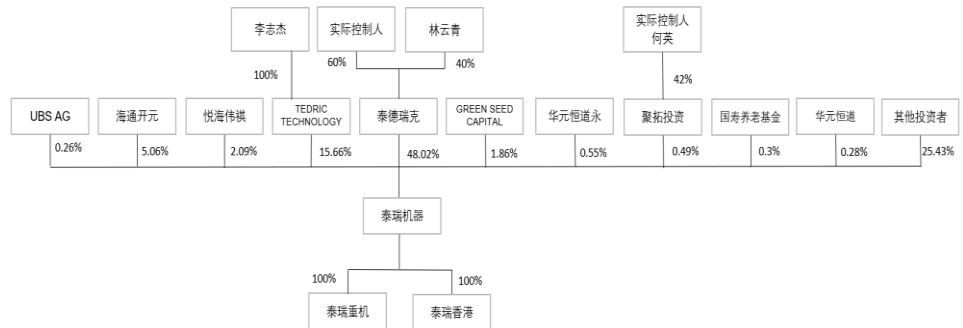 李志杰
实际控制人
林云青
实际控制人
何英
100%
60%
40%
42%
UBS AG
海通开元
悦海伟祺
TEDRIC
TECHNOLOGY
泰德瑞克
GREEN SEED
CAPITAL
华元恒道永
聚拓投资
国寿养老基金
华元恒道
其他投资者
0.26%
5.06%
2.09%
15.66%
48.02%
1.86%
0.55%
0.49%
0.3%
0.28%
25.43%
泰瑞机器
100%
100%
泰瑞重机
泰瑞香港